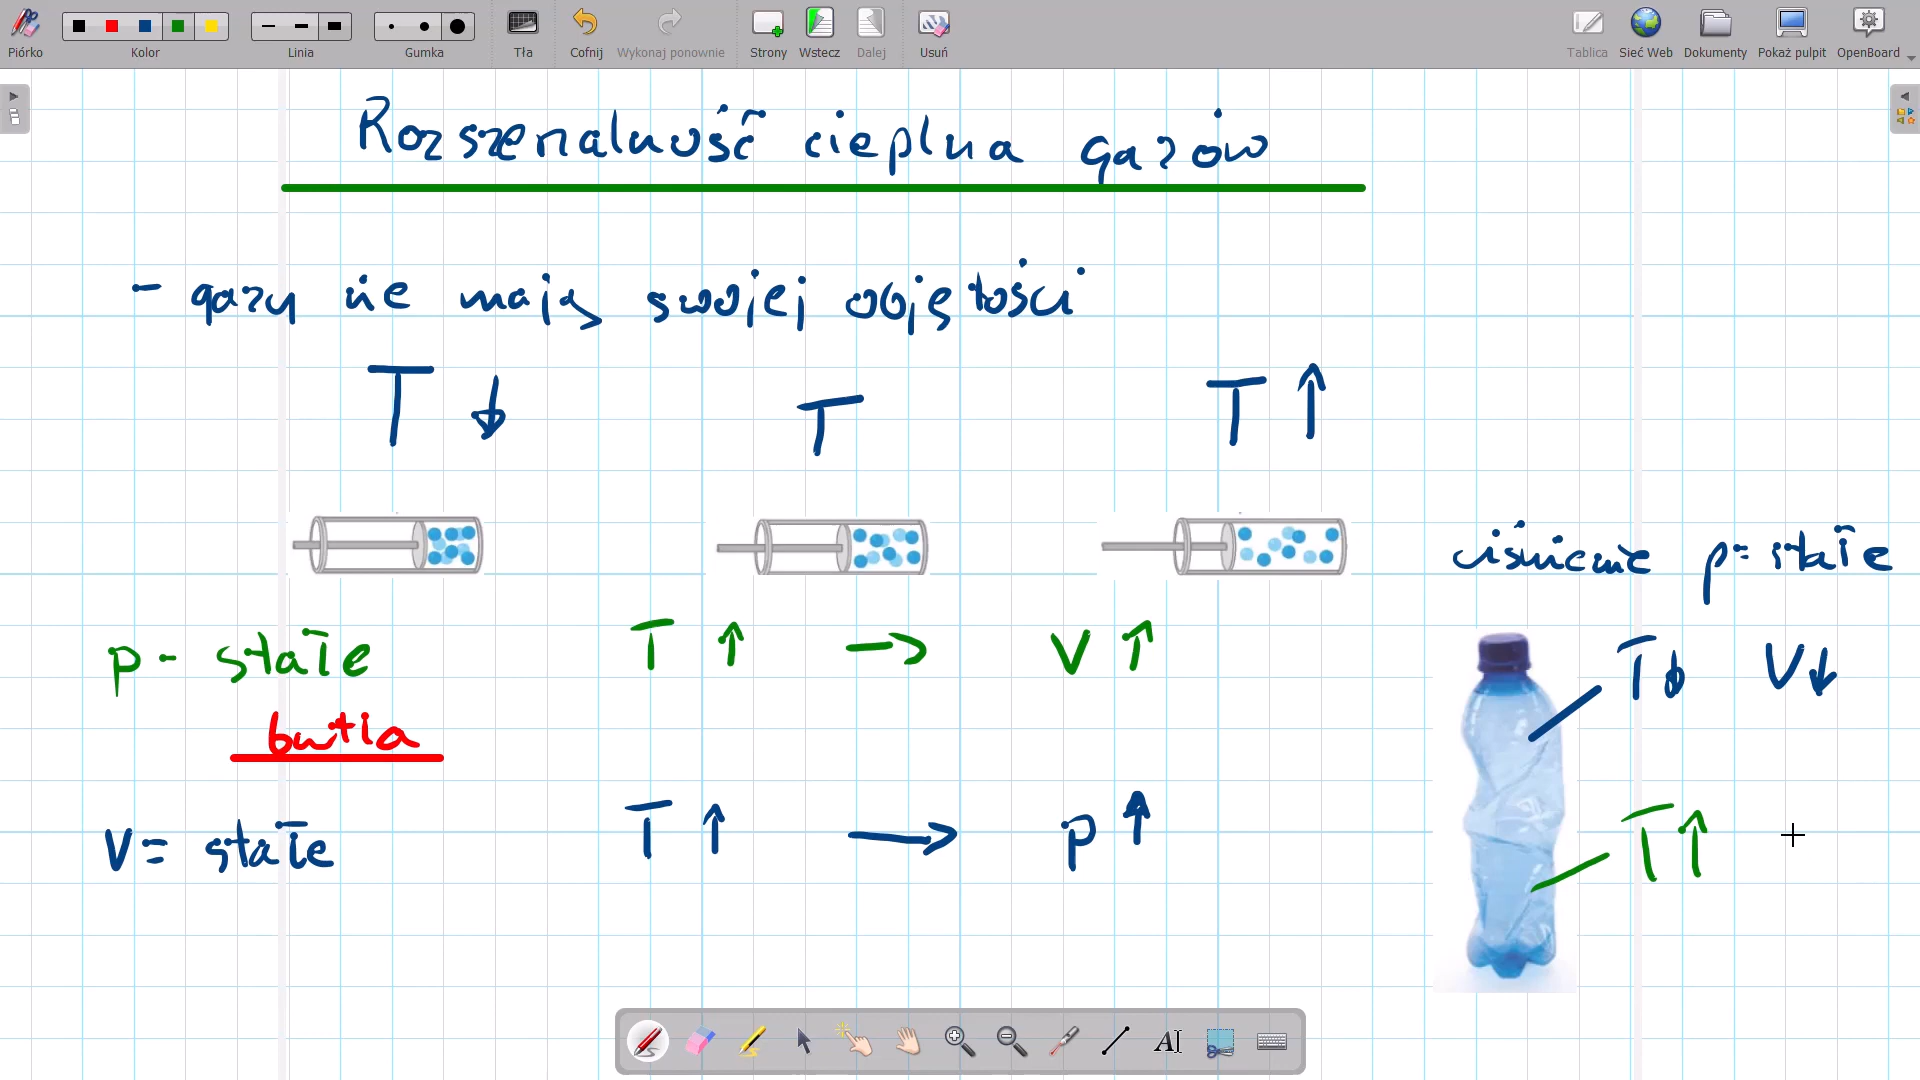 Piórko Kolor Linia Gumka Tła Cofnij Wykonaj ponownie Strony Wstecz Dalej Usuń Tablica Sieć Web Dokumenty Pokaż pulpit OpenBoard
Rozszerzalność cieplna gazów
- gazy nie mają swojej objętości
T ↓ T T ↑
ciśnienie p = stałe
p - stałe T ↑ → V ↑
T ↓ V ↓
butla
V = stałe T ↑ → p ↑
T ↑
AI